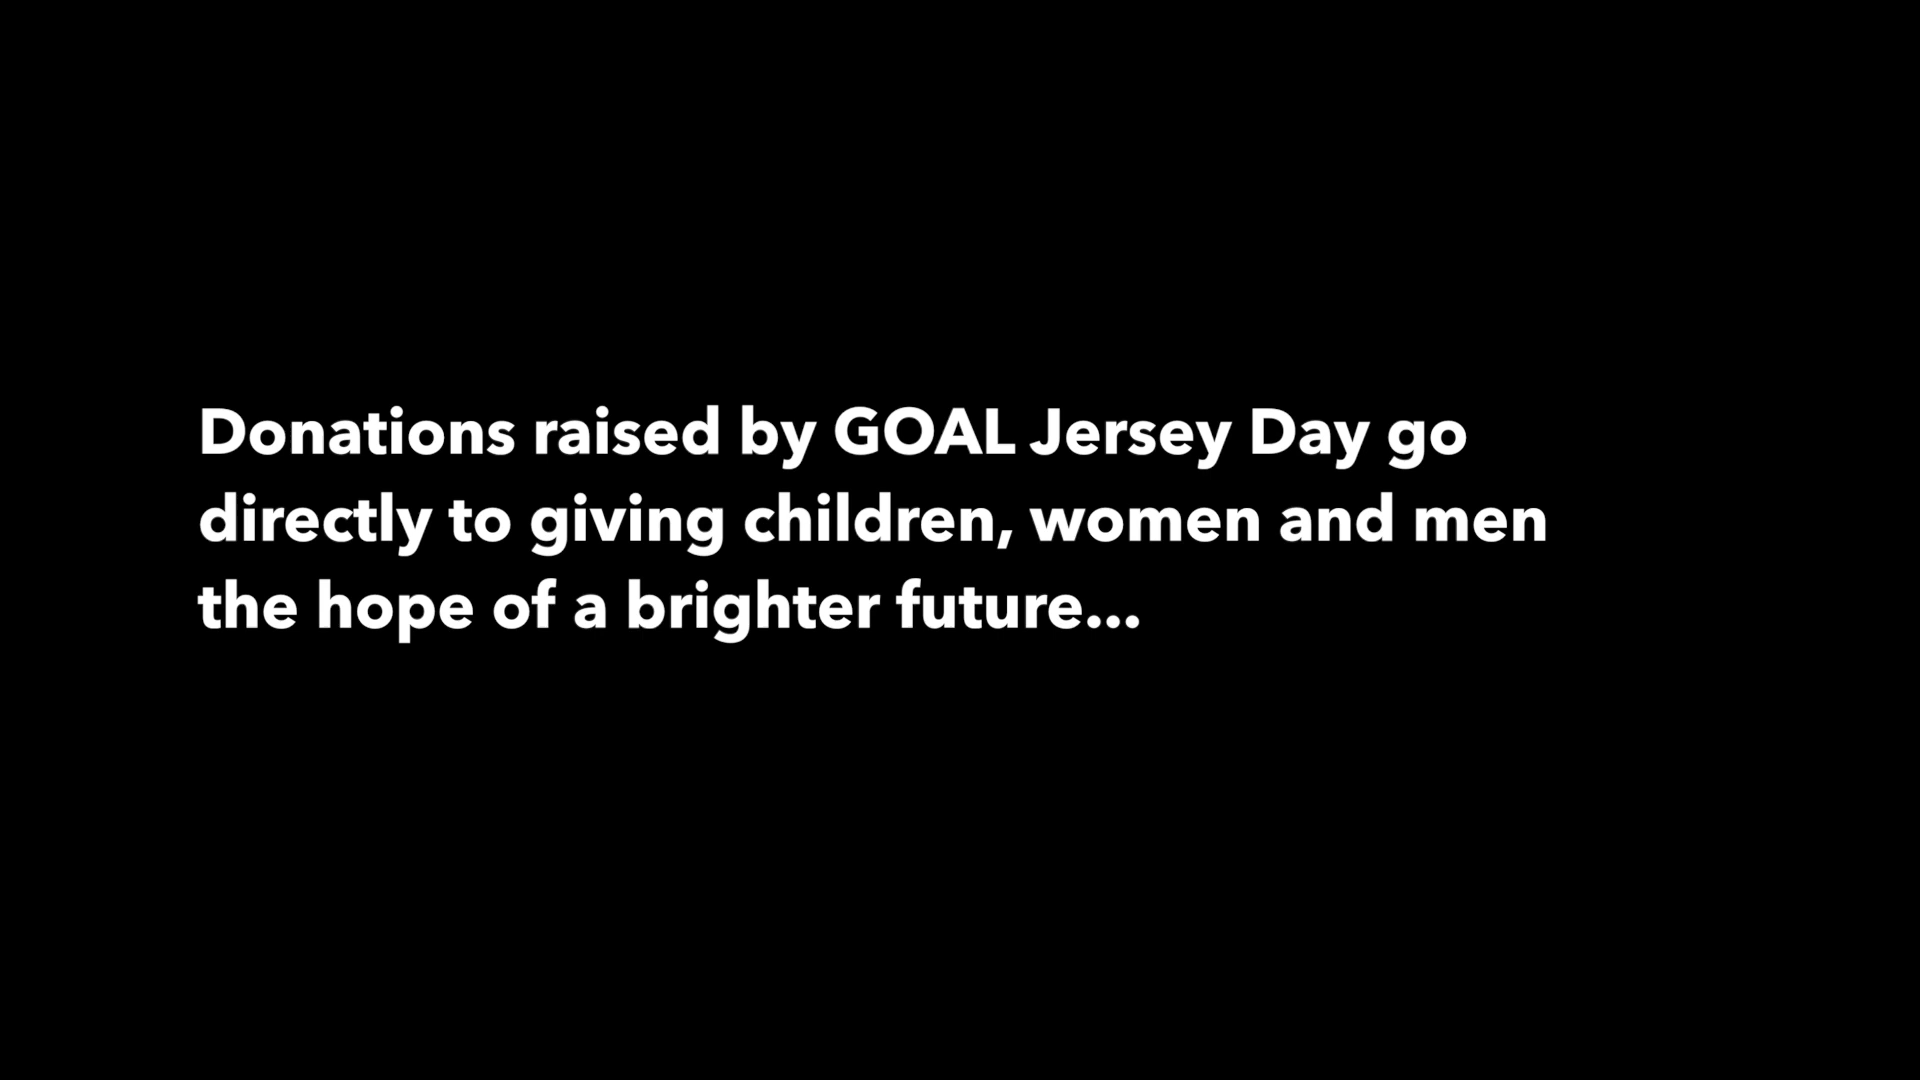 Donations raised by GOAL Jersey Day go
directly to giving children, women and men
the hope of a brighter future...